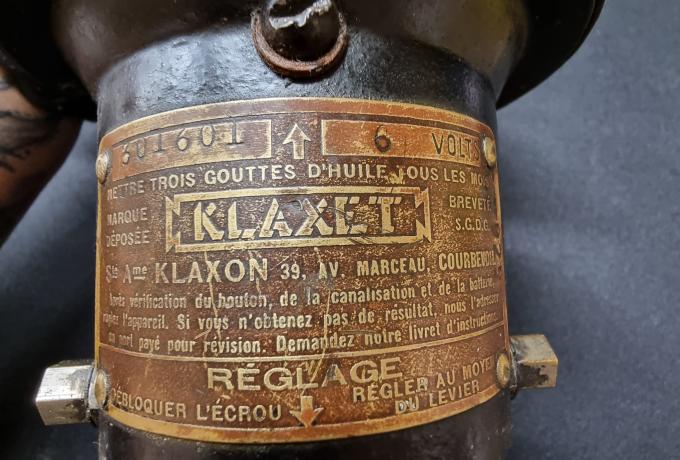 301601 6 VOLTS
METTRE TROIS GOUTTES D'HUILE TOUS LES MOIS
MARQUE DÉPOSÉE
KLAXET
BREVETÉ S.G.D.G.
Sté Ame KLAXON 39, AV. MARCEAU, COURBEVOIE
Après vérification du bouton, de la canalisation et de la batterie,
l'appareil. Si vous n'obtenez pas de résultat, nous l'adresser
en port payé pour révision. Demandez notre livret d'instructions
RÉGLAGE
DÉBLOQUER L'ÉCROU
RÉGLER AU MOYEN
DU LEVIER